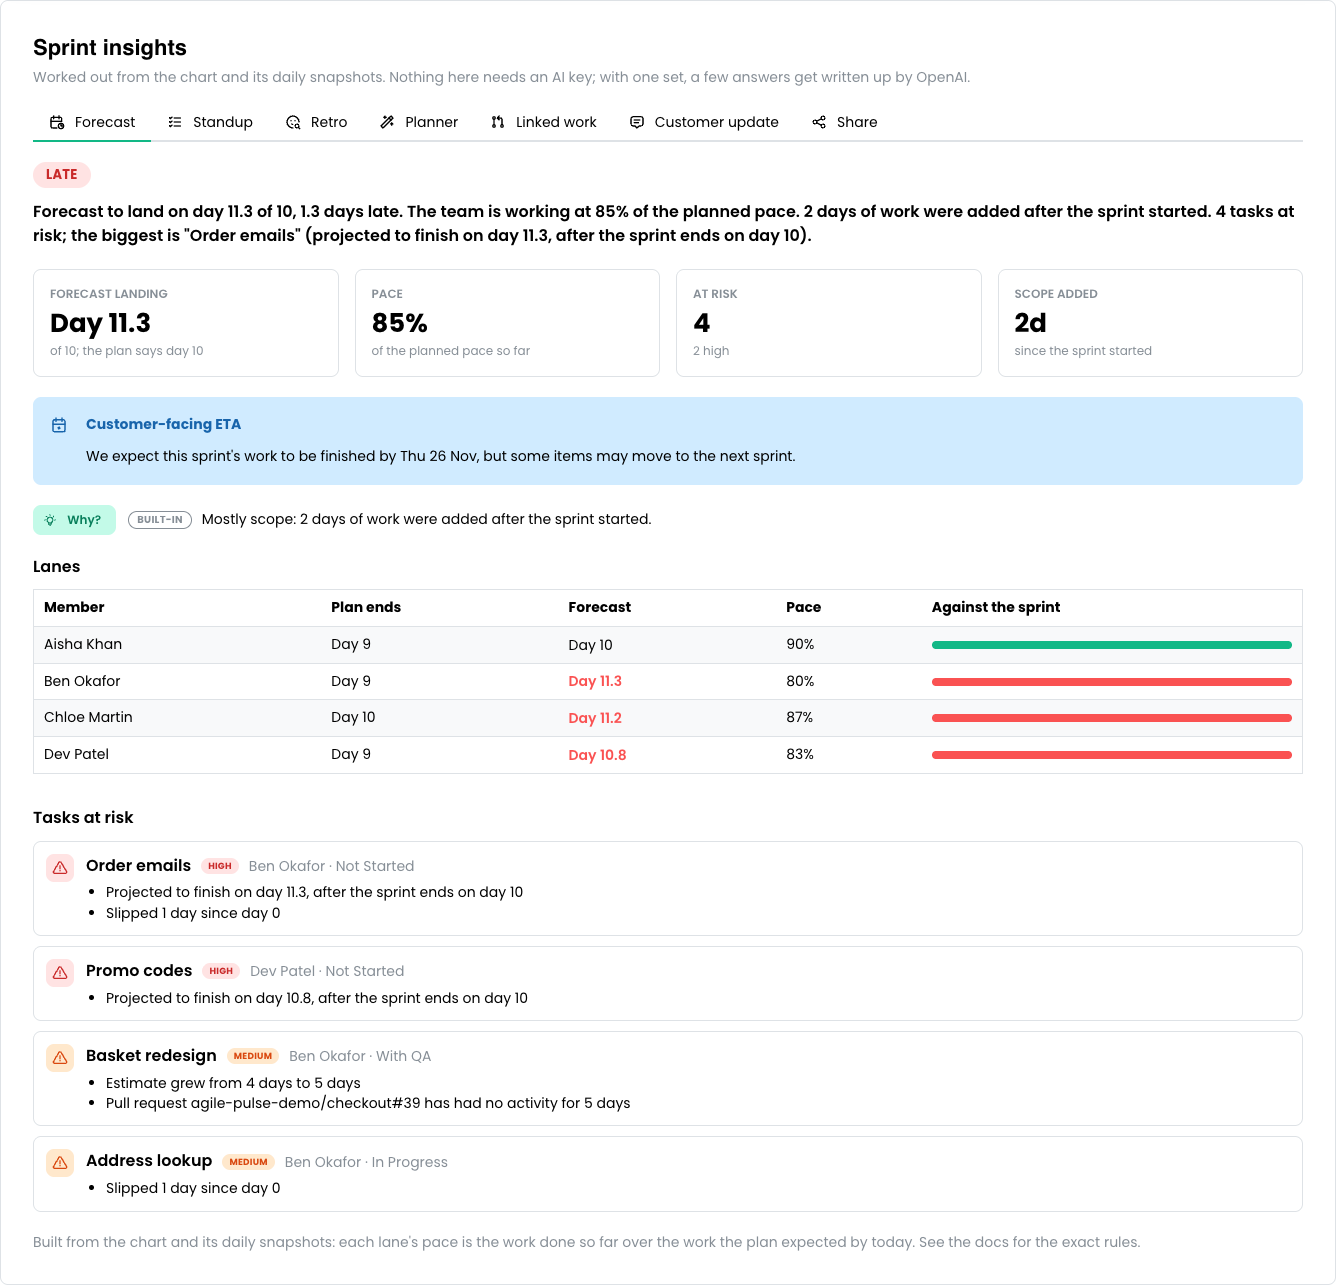 Sprint insights
Worked out from the chart and its daily snapshots. Nothing here needs an AI key; with one set, a few answers get written up by OpenAI.
Forecast Standup Retro Planner Linked work Customer update Share
LATE
Forecast to land on day 11.3 of 10, 1.3 days late. The team is working at 85% of the planned pace. 2 days of work were added after the sprint started. 4 tasks at
risk; the biggest is "Order emails" (projected to finish on day 11.3, after the sprint ends on day 10).
FORECAST LANDING
Day 11.3
of 10; the plan says day 10
PACE
85%
of the planned pace so far
AT RISK
4
2 high
SCOPE ADDED
2d
since the sprint started
Customer-facing ETA
We expect this sprint's work to be finished by Thu 26 Nov, but some items may move to the next sprint.
Why? BUILT-IN Mostly scope: 2 days of work were added after the sprint started.
Lanes
Member Plan ends Forecast Pace Against the sprint
Aisha Khan Day 9 Day 10 90%
Ben Okafor Day 9 Day 11.3 80%
Chloe Martin Day 10 Day 11.2 87%
Dev Patel Day 9 Day 10.8 83%
Tasks at risk
Order emails HIGH Ben Okafor · Not Started
• Projected to finish on day 11.3, after the sprint ends on day 10
• Slipped 1 day since day 0
Promo codes HIGH Dev Patel · Not Started
• Projected to finish on day 10.8, after the sprint ends on day 10
Basket redesign MEDIUM Ben Okafor · With QA
• Estimate grew from 4 days to 5 days
• Pull request agile-pulse-demo/checkout#39 has had no activity for 5 days
Address lookup MEDIUM Ben Okafor · In Progress
• Slipped 1 day since day 0
Built from the chart and its daily snapshots: each lane's pace is the work done so far over the work the plan expected by today. See the docs for the exact rules.